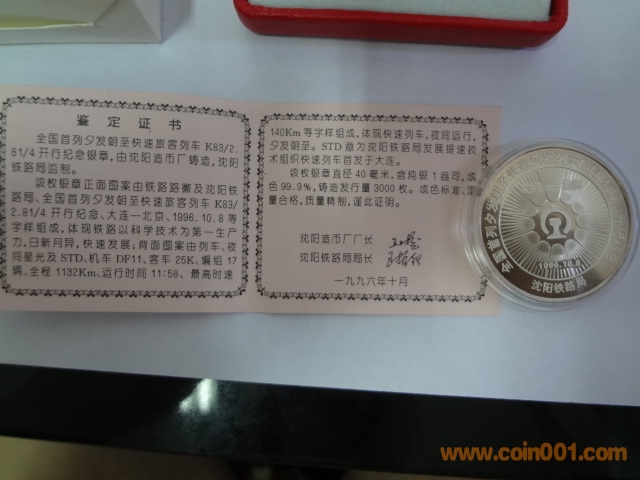 鉴定证书
全国首列夕发朝至快速旅客列车 K83/2.
81/4 开行纪念银章，由沈阳造币厂铸造，沈阳
铁路局监制。
该枚银章正面图案由铁路路徽及沈阳铁
路局、全国首列夕发朝至快速旅客列车 K83/
2.81/4 开行纪念、大连—北京、1996.10.8 等
字样组成，体现铁路以科学技术为第一生产
力，日新月异，快速发展；背面图案由列车、夜
间星光及 STD、机车 DF11、客车 25K、编组 17
辆、全程 1132Km、运行时间 11:58、最高时速
140Km 等字样组成，体现快速列车，夜间运行，
夕发朝至。STD 意为沈阳铁路局发展提速技
术组织快速列车首发于大连。
该枚银章直径 40 毫米，含纯银 1 盎司，成
色 99.9%，铸造发行量 3000 枚。成色标准、重
量合格，质量精制，谨此证明。
沈阳造币厂厂长
沈阳铁路局局长
一九九六年十月
全国首列夕发朝
1996.10.8
沈阳铁路局
www.coin001.com